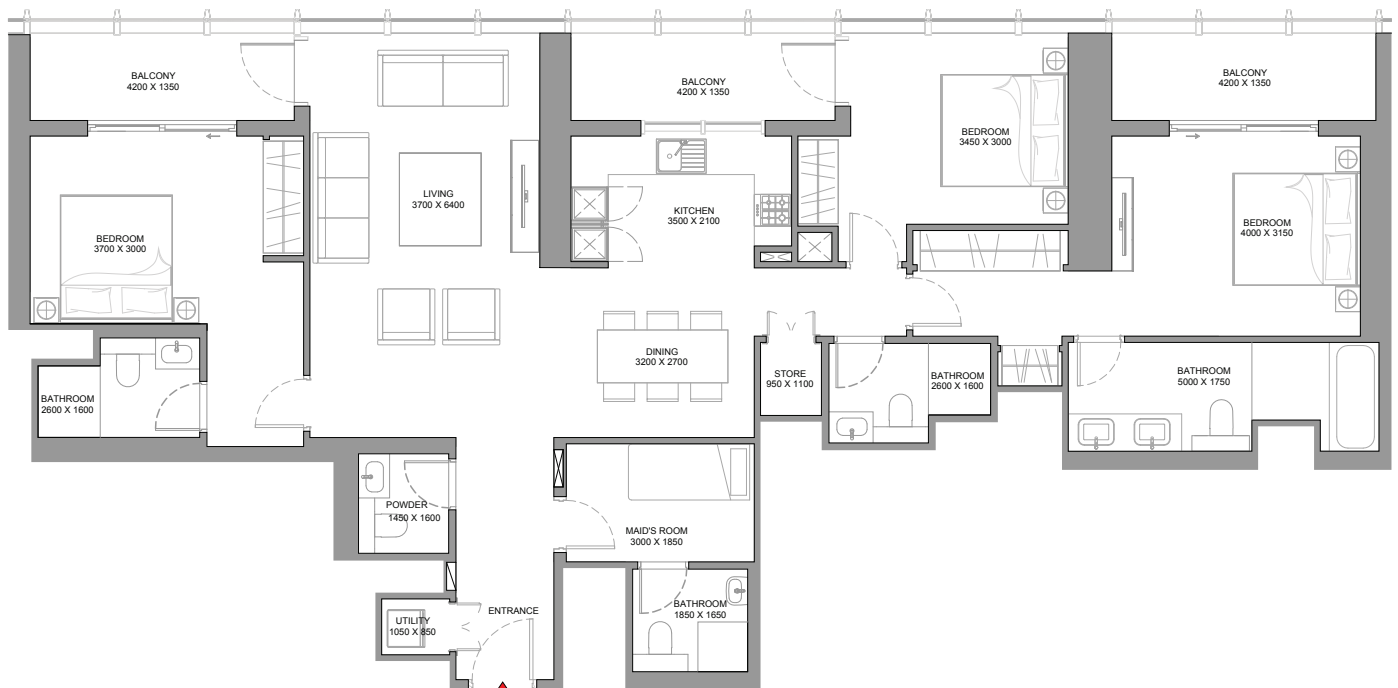 BALCONY
4200 X 1350
BALCONY
4200 X 1350
BALCONY
4200 X 1350
BEDROOM
3450 X 3000
LIVING
3700 X 6400
KITCHEN
3500 X 2100
BEDROOM
3700 X 3000
BEDROOM
4000 X 3150
DINING
3200 X 2700
STORE
950 X 1100
BATHROOM
2600 X 1600
BATHROOM
5000 X 1750
BATHROOM
2600 X 1600
POWDER
1450 X 1600
MAID'S ROOM
3000 X 1850
BATHROOM
1850 X 1650
ENTRANCE
UTILITY
1050 X 850